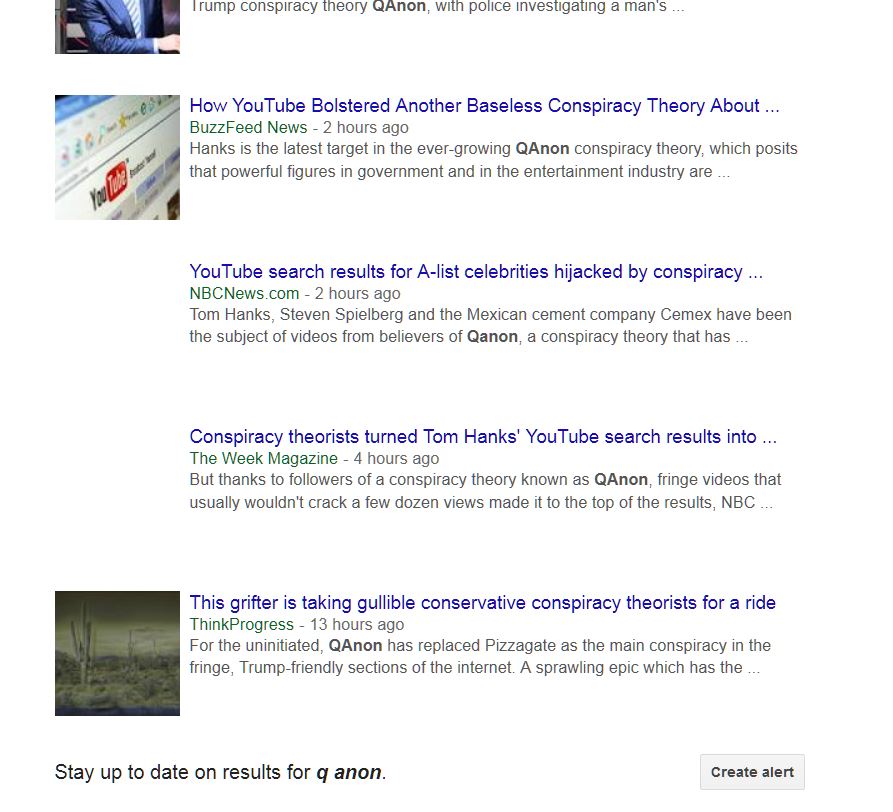 Trump conspiracy theory QAnon, with police investigating a man's ...
How YouTube Bolstered Another Baseless Conspiracy Theory About ...
BuzzFeed News - 2 hours ago
Hanks is the latest target in the ever-growing QAnon conspiracy theory, which posits
that powerful figures in government and in the entertainment industry are ...
YouTube
YouTube search results for A-list celebrities hijacked by conspiracy ...
NBCNews.com - 2 hours ago
Tom Hanks, Steven Spielberg and the Mexican cement company Cemex have been
the subject of videos from believers of Qanon, a conspiracy theory that has ...
Conspiracy theorists turned Tom Hanks' YouTube search results into ...
The Week Magazine - 4 hours ago
But thanks to followers of a conspiracy theory known as QAnon, fringe videos that
usually wouldn't crack a few dozen views made it to the top of the results, NBC ...
This grifter is taking gullible conservative conspiracy theorists for a ride
ThinkProgress - 13 hours ago
For the uninitiated, QAnon has replaced Pizzagate as the main conspiracy in the
fringe, Trump-friendly sections of the internet. A sprawling epic which has the ...
Stay up to date on results for q anon.
Create alert